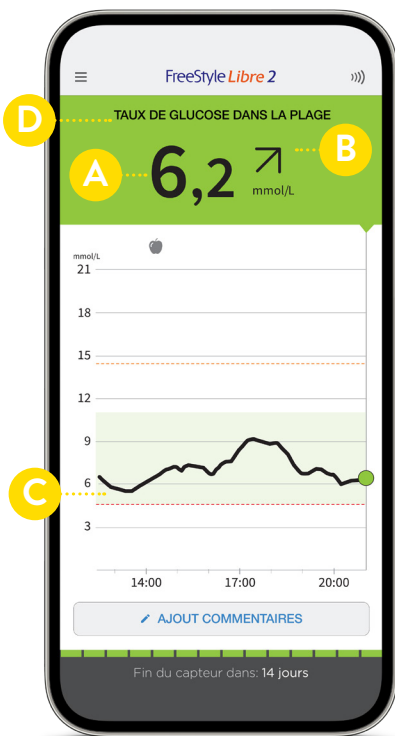 FreeStyle Libre 2
D
TAUX DE GLUCOSE DANS LA PLAGE
A
6,2
mmol/L
B
mmol/L
21
18
15
12
9
6
C
3
14:00 17:00 20:00
AJOUT COMMENTAIRES
Fin du capteur dans: 14 jours